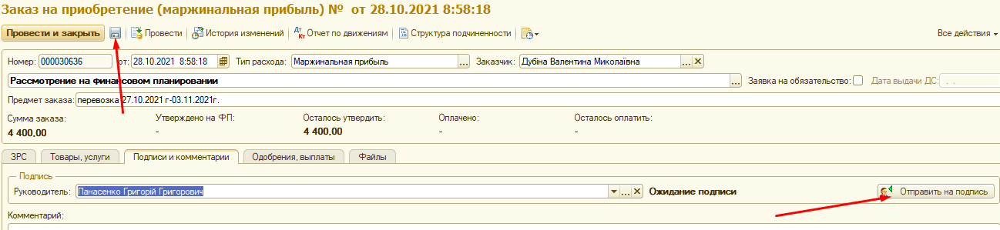 Заказ на приобретение (маржинальная прибыль) № от 28.10.2021 8:58:18
Провести и закрыть Провести История изменений Дт Кт Отчет по движениям Структура подчиненности Все действия
Номер: 000030636 от: 28.10.2021 8:58:18 Тип расхода: Маржинальная прибыль ... Заказчик: Дубіна Валентина Миколаївна ... X
Рассмотрение на финансовом планировании ... Заявка на обязательство: Дата выдачи ДС: . .
Предмет заказа: перевозка 27.10.2021 г-03.11.2021г.
Сумма заказа: Утверждено на ФП: Осталось утвердить: Оплачено: Осталось оплатить:
4 400,00 - 4 400,00 - -
ЗРС Товары, услуги Подписи и комментарии Одобрения, выплаты Файлы
Подпись
Руководитель: Панасенко Григорій Григорович ... X Ожидание подписи Отправить на подпись
Комментарий: